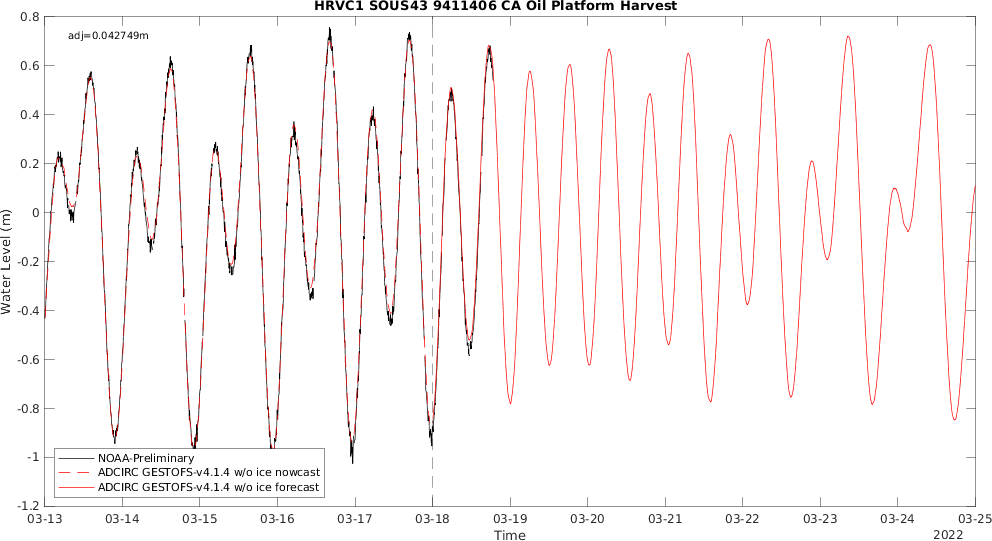 HRVC1 SOUS43 9411406 CA Oil Platform Harvest
adj=0.042749m
0.8
0.6
0.4
0.2
0
-0.2
-0.4
-0.6
-0.8
-1
-1.2
Water Level (m)
NOAA-Preliminary
ADCIRC GESTOFS-v4.1.4 w/o ice nowcast
ADCIRC GESTOFS-v4.1.4 w/o ice forecast
03-13 03-14 03-15 03-16 03-17 03-18 03-19 03-20 03-21 03-22 03-23 03-24 03-25
Time
2022